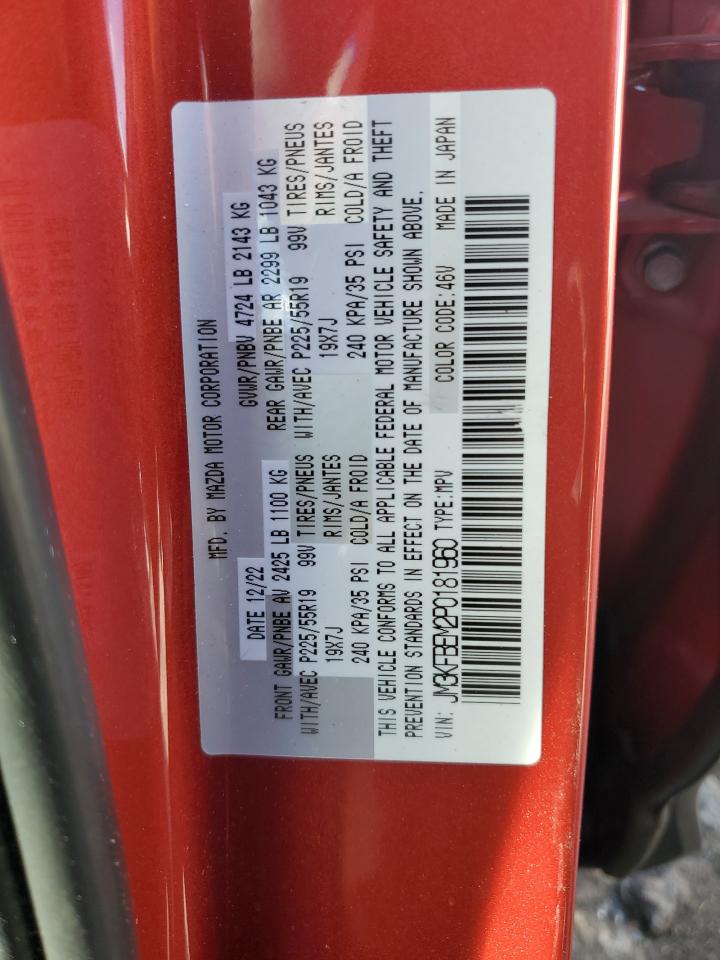 MFD. BY MAZDA MOTOR CORPORATION
DATE 12/22 GVWR/PNBV 4724 LB 2143 KG
FRONT GAWR/PNBE AV 2425 LB 1100 KG REAR GAWR/PNBE AR 2299 LB 1043 KG
WITH/AVEC P225/55R19 99V TIRES/PNEUS WITH/AVEC P225/55R19 99V TIRES/PNEUS
19X7J RIMS/JANTES 19X7J RIMS/JANTES
240 KPA/35 PSI COLD/A FROID 240 KPA/35 PSI COLD/A FROID
THIS VEHICLE CONFORMS TO ALL APPLICABLE FEDERAL MOTOR VEHICLE SAFETY AND THEFT
PREVENTION STANDARDS IN EFFECT ON THE DATE OF MANUFACTURE SHOWN ABOVE.
VIN: JM3KFBEM2P0181960 TYPE:MPV COLOR CODE:46V MADE IN JAPAN